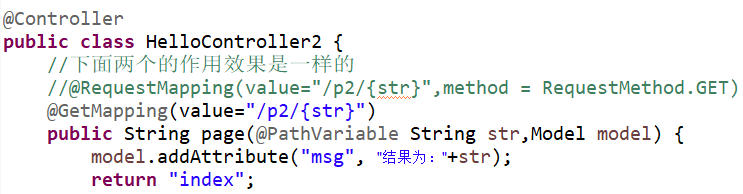 @Controller
public class HelloController2 {
//下面两个的作用效果是一样的
//@RequestMapping(value="/p2/{str}",method = RequestMethod.GET)
@GetMapping(value="/p2/{str}")
public String page(@PathVariable String str,Model model) {
model.addAttribute("msg", "结果为："+str);
return "index";